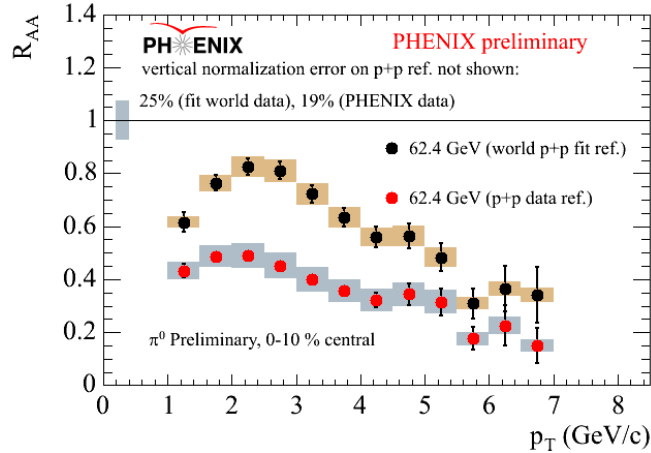 R_AA
1.4
1.2
1
0.8
0.6
0.4
0.2
0
PHENIX
PHENIX preliminary
vertical normalization error on p+p ref. not shown:
25% (fit world data), 19% (PHENIX data)
62.4 GeV (world p+p fit ref.)
62.4 GeV (p+p data ref.)
π⁰ Preliminary, 0-10 % central
0 1 2 3 4 5 6 7 8
p_T (GeV/c)